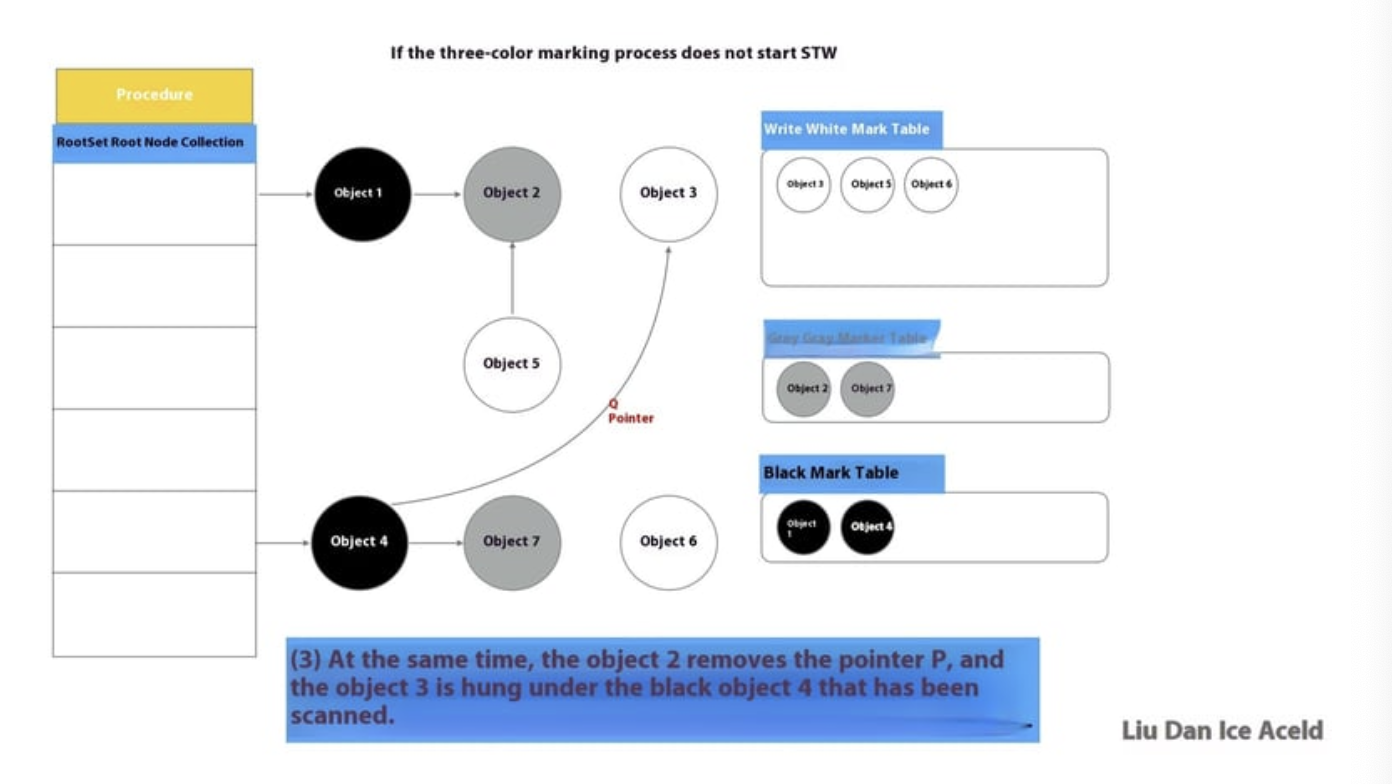 If the three-color marking process does not start STW
Procedure
RootSet Root Node Collection
Object 1
Object 2
Object 3
Object 5
Q
Pointer
Object 4
Object 7
Object 6
Write White Mark Table
Object 3
Object 5
Object 6
Gray Gray Marker Table
Object 2
Object 7
Black Mark Table
Object
1
Object 4
(3) At the same time, the object 2 removes the pointer P, and
the object 3 is hung under the black object 4 that has been
scanned.
Liu Dan Ice Aceld